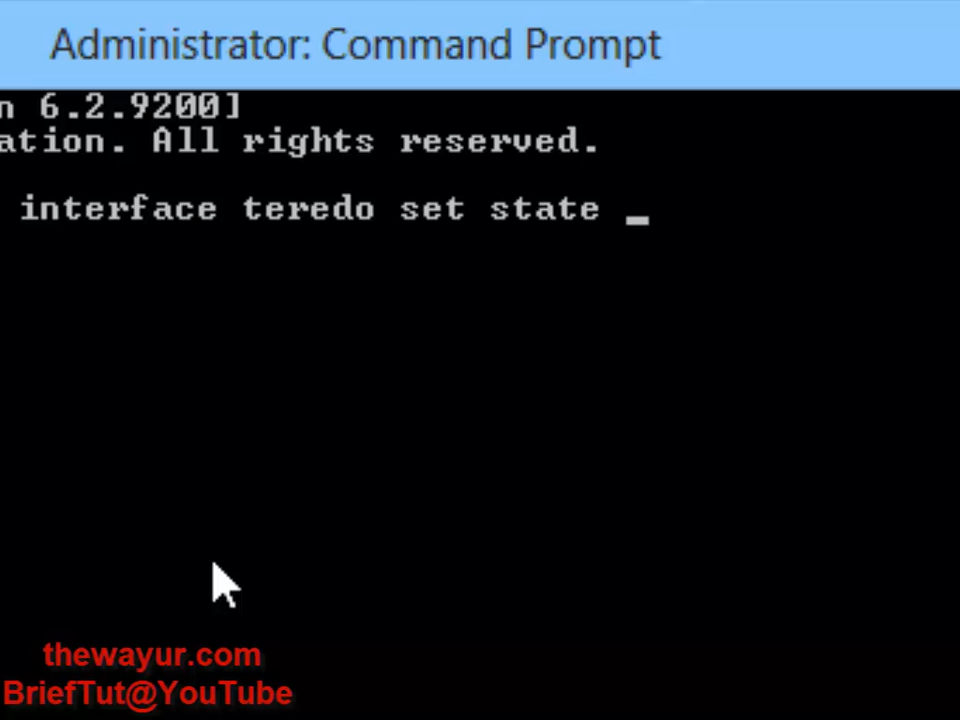 Administrator: Command Prompt
n 6.2.9200]
ation. All rights reserved.
interface teredo set state _
thewayur.com
BriefTut@YouTube